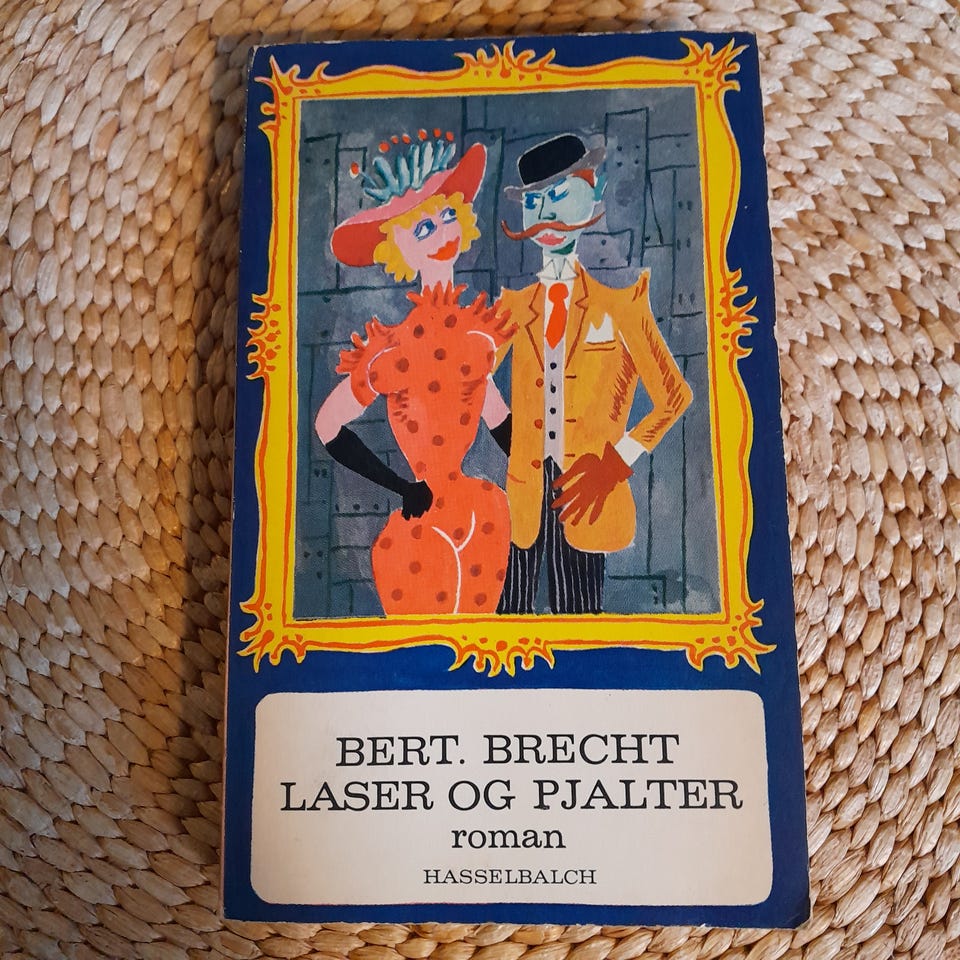 BERT. BRECHT
LASER OG PJALTER
roman
HASSELBALCH